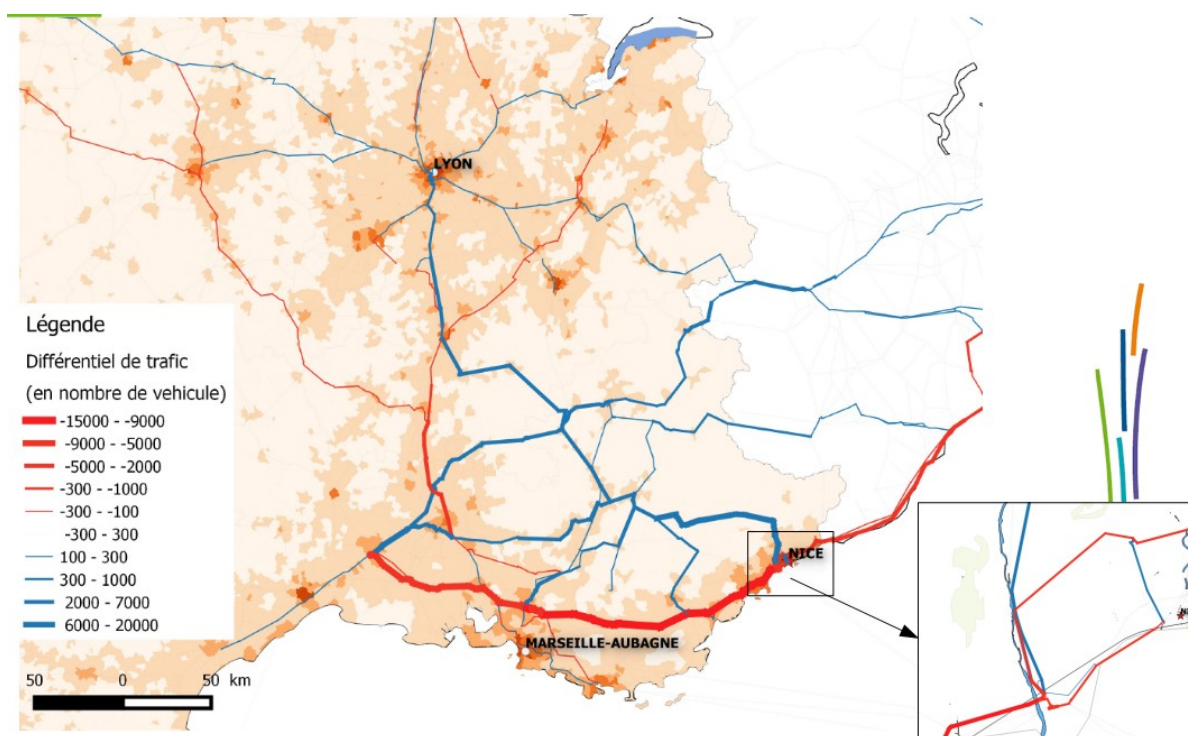 LYON
Légende
Différentiel de trafic
(en nombre de vehicule)
-15000 - -9000
-9000 - -5000
-5000 - -2000
-300 - -1000
-300 - -100
-300 - 300
100 - 300
300 - 1000
2000 - 7000
6000 - 20000
NICE
MARSEILLE-AUBAGNE
50 0 50 km